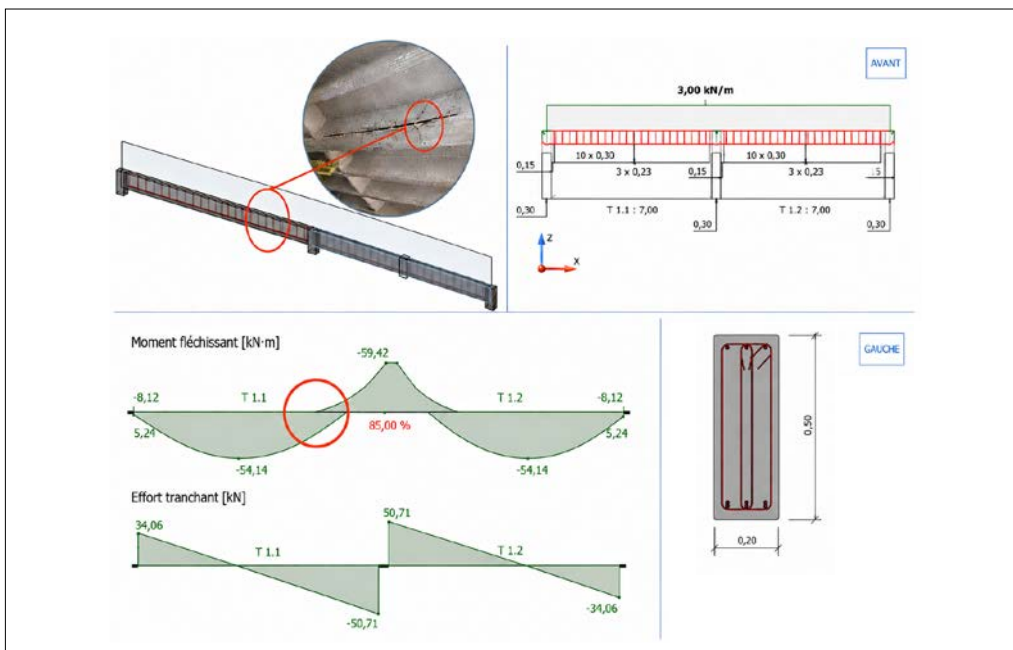 AVANT
3,00 kN/m
10 x 0,30
10 x 0,30
0,15
3 x 0,23
0,15
3 x 0,23
0,30
T 1.1 : 7,00
0,30
T 1.2 : 7,00
0,30
Z
X
Moment fléchissant [kN·m]
-59,42
-8,12
T 1.1
T 1.2
-8,12
5,24
85,00 %
5,24
-54,14
-54,14
Effort tranchant [kN]
50,71
34,06
T 1.1
T 1.2
-50,71
-34,06
GAUCHE
0,50
0,20